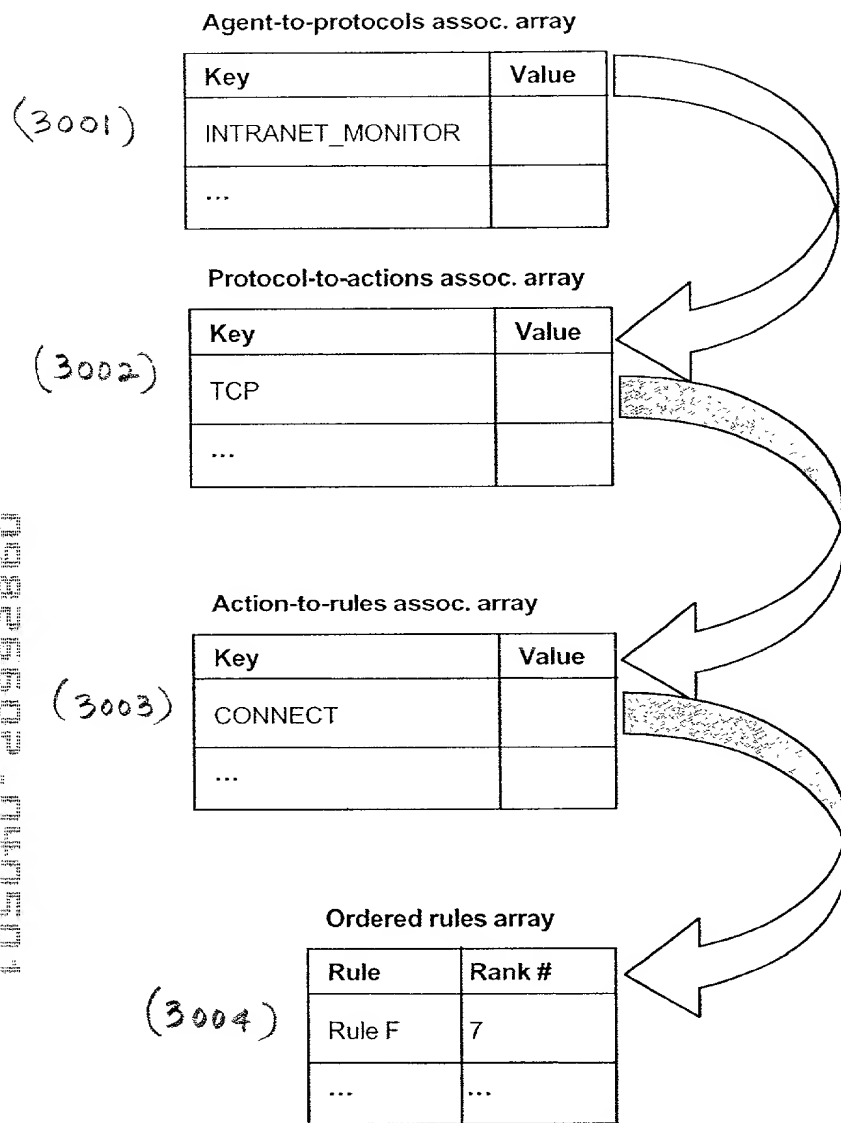 Agent-to-protocols assoc. array
Key Value
(3001)
INTRANET_MONITOR
...
Protocol-to-actions assoc. array
Key Value
(3002)
TCP
...
Action-to-rules assoc. array
Key Value
(3003)
CONNECT
...
Ordered rules array
Rule Rank #
(3004)
Rule F 7
... ...